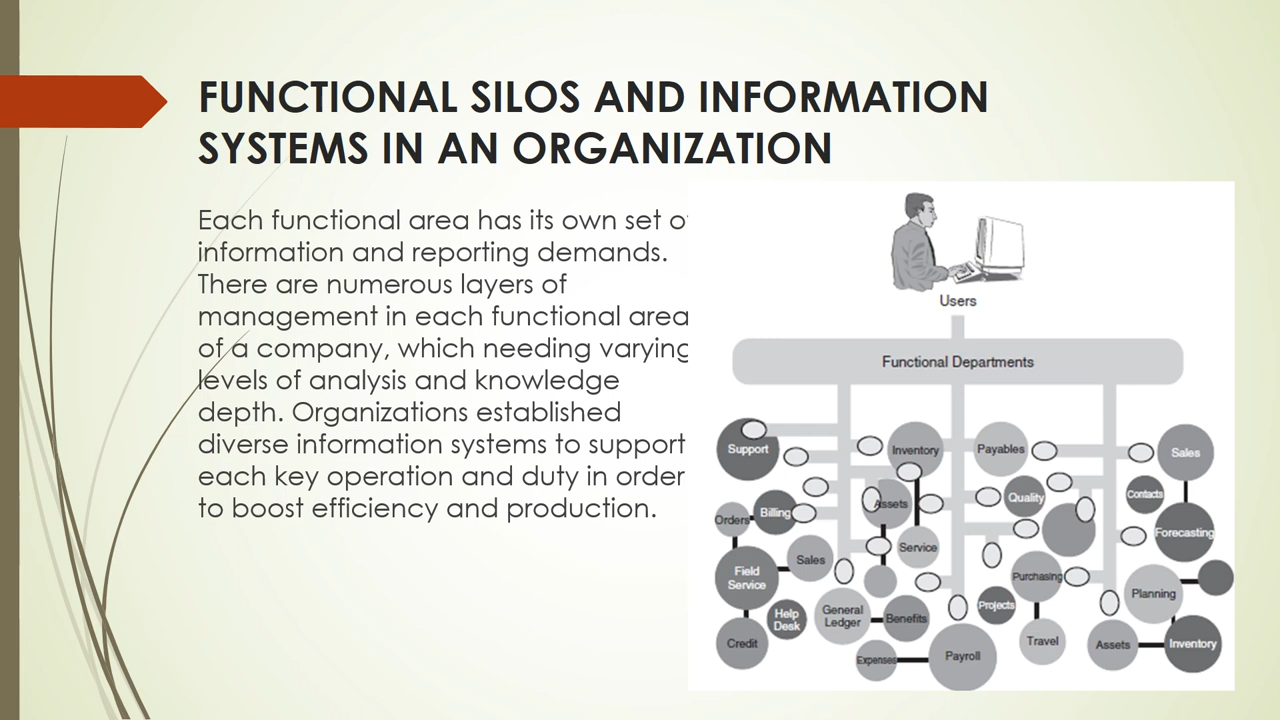 FUNCTIONAL SILOS AND INFORMATION
SYSTEMS IN AN ORGANIZATION
Each functional area has its own set of
information and reporting demands.
There are numerous layers of
management in each functional area
of a company, which needing varying
levels of analysis and knowledge
depth. Organizations established
diverse information systems to support
each key operation and duty in order
to boost efficiency and production.
Users
Functional Departments
Support
Inventory
Payables
Sales
Contacts
Quality
Assets
Billing
Orders
Forecasting
Service
Sales
Field
Service
Purchasing
Planning
Projects
General
Ledger
Benefits
Help
Desk
Credit
Travel
Assets
Inventory
Payroll
Expenses